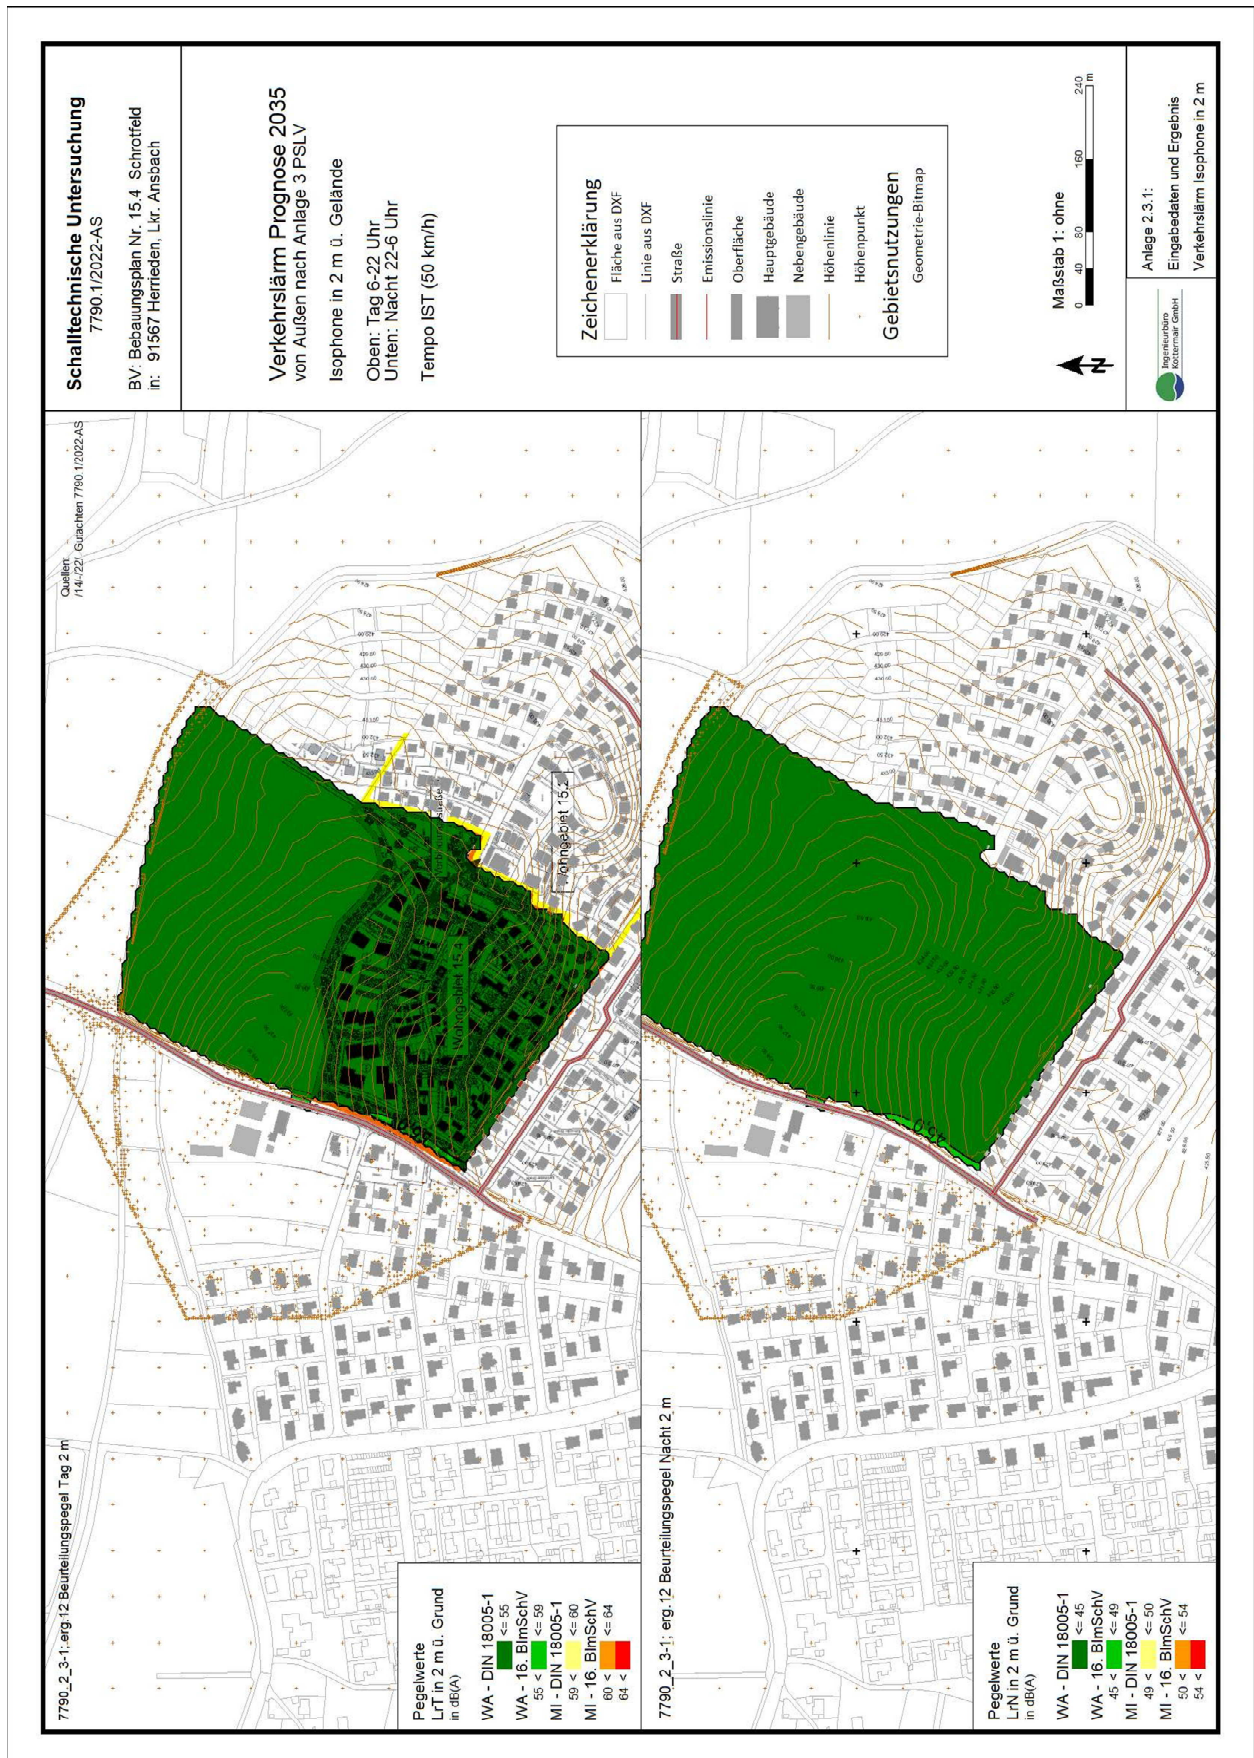 Schalltechnische Untersuchung
7790.1/2022-AS
BV: Bebauungsplan Nr. 15.4 Schrotfeld
in: 91567 Herrieden, Lkr. Ansbach
Verkehrslärm Prognose 2035
von Außen nach Anlage 3 PSLV
Isophone in 2 m ü. Gelände
Oben: Tag 6-22 Uhr
Unten: Nacht 22-6 Uhr
Tempo IST (50 km/h)
Zeichenerklärung
Fläche aus DXF
Linie aus DXF
Straße
Emissionslinie
Oberfläche
Hauptgebäude
Nebengebäude
Höhenlinie
Höhenpunkt
Gebietsnutzungen
Geometrie-Bitmap
Maßstab 1: ohne
0 40 80 160 240
m
N
Ingenieurbüro
Kottermair GmbH
Anlage 2.3.1:
Eingabedaten und Ergebnis
Verkehrslärm Isophone in 2 m
7790_2_3-1; erg.12 Beurteilungspegel Tag 2 m
Quellen:
/14/-/22/ Gutachten 7790.1/2022-AS
Wohngebiet 15.4
Wohngebiet 15.2
Pegelwerte
LrT in 2 m ü. Grund
in dB(A)
WA - DIN 18005-1
<= 55
WA - 16. BImSchV
55 < <= 59
MI - DIN 18005-1
59 < <= 60
MI - 16. BImSchV
60 < <= 64
64 <
7790_2_3-1; erg.12 Beurteilungspegel Nacht 2 m
Pegelwerte
LrN in 2 m ü. Grund
in dB(A)
WA - DIN 18005-1
<= 45
WA - 16. BImSchV
45 < <= 49
MI - DIN 18005-1
49 < <= 50
MI - 16. BImSchV
50 < <= 54
54 <